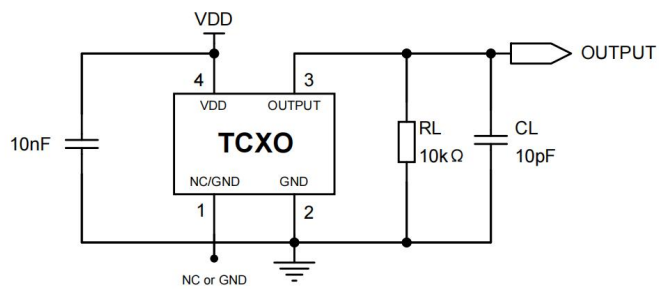 VDD
4
3
OUTPUT
VDD
OUTPUT
10nF
TCXO
RL
10kΩ
CL
10pF
NC/GND
GND
1
2
NC or GND